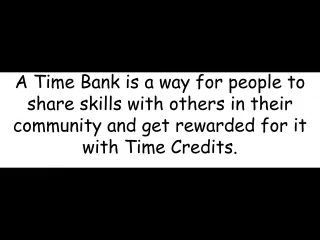 A Time Bank is a way for people to
share skills with others in their
community and get rewarded for it
with Time Credits.